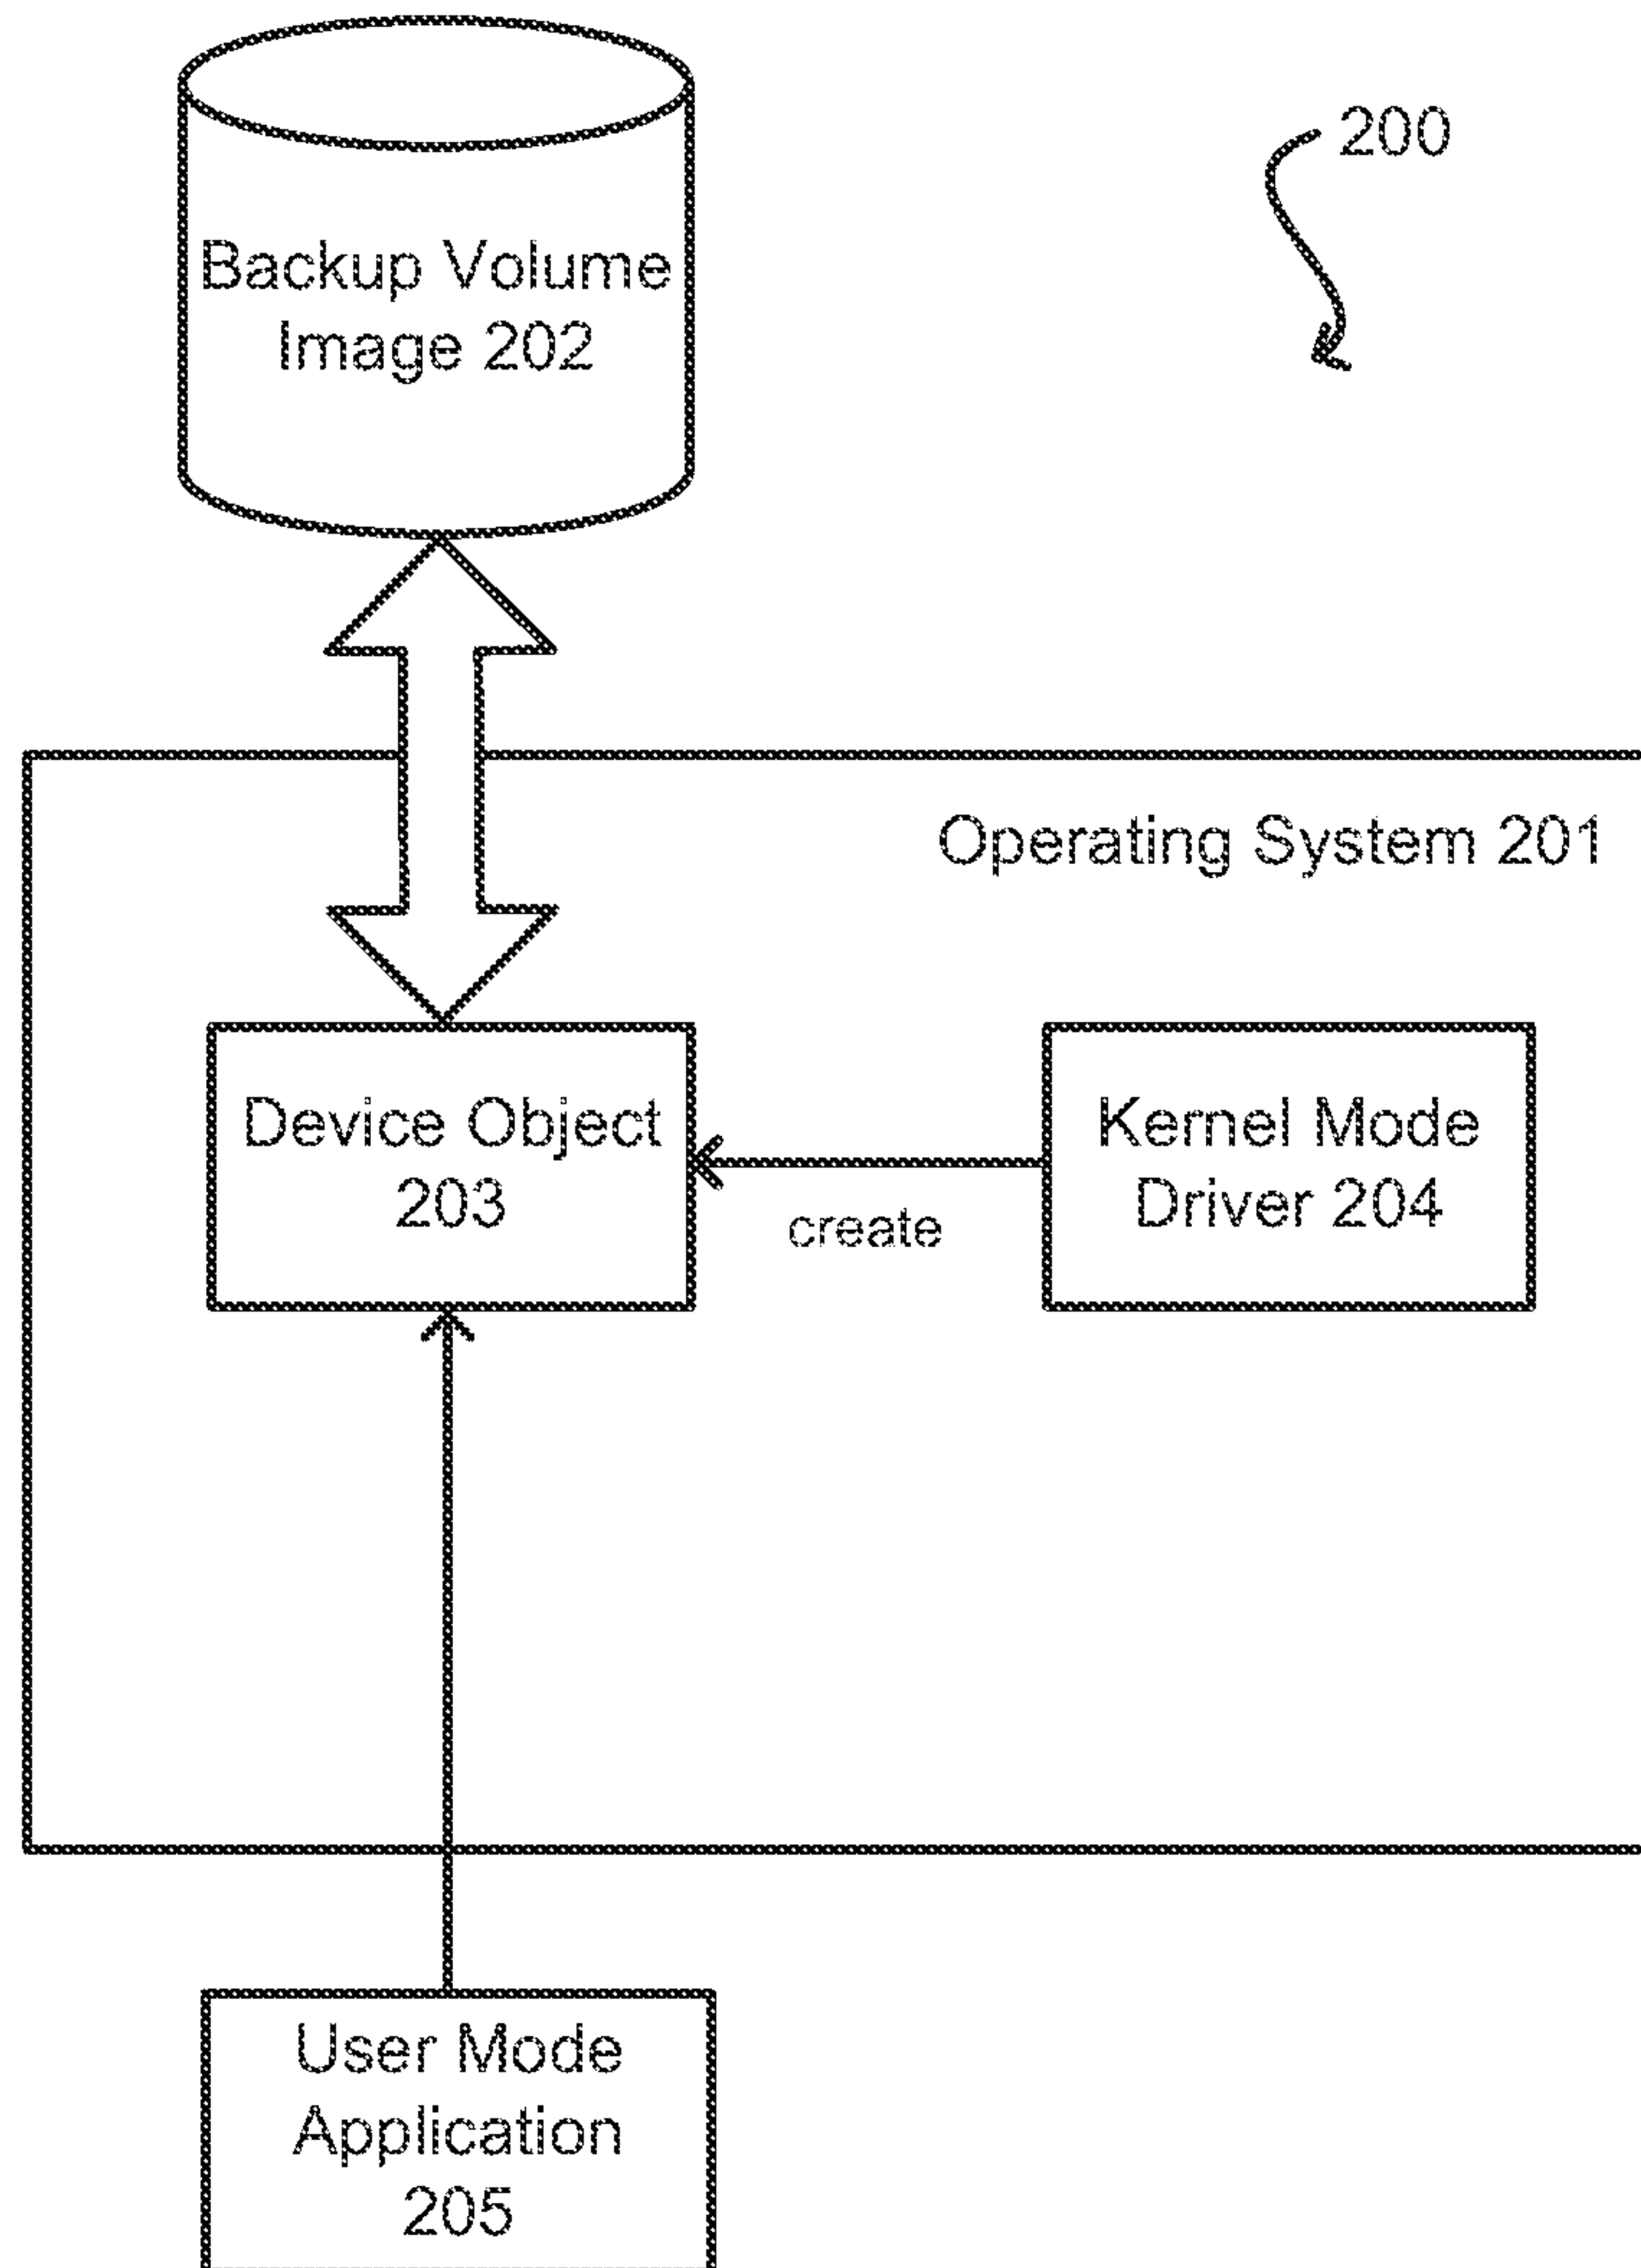 200
Backup Volume
Image 202
Operating System 201
Device Object
203
Kernel Mode
Driver 204
create
User Mode
Application
205